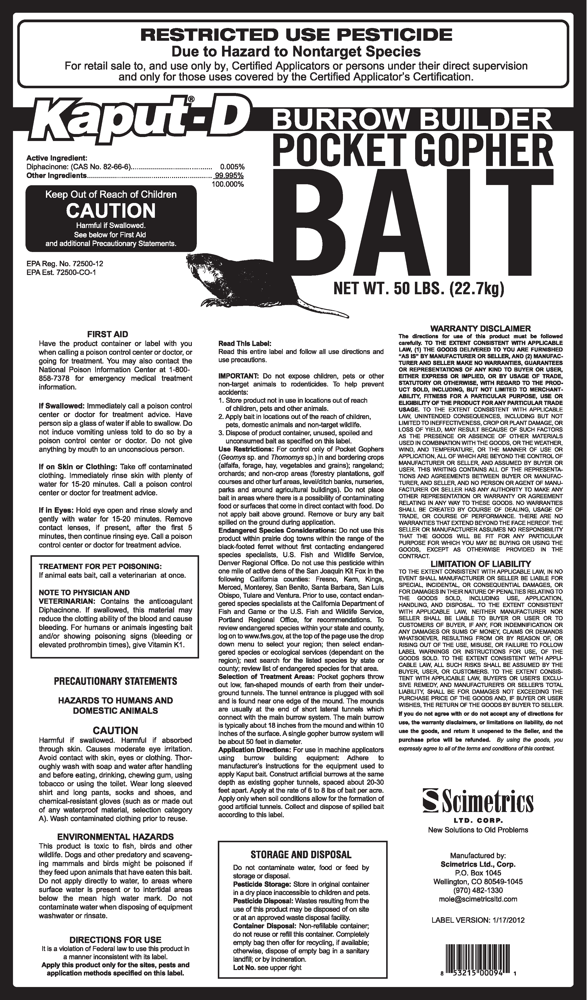 RESTRICTED USE PESTICIDE
Due to Hazard to Nontarget Species
For retail sale to, and use only by, Certified Applicators or persons under their direct supervision
and only for those uses covered by the Certified Applicator's Certification.
Kaput®-D
BURROW BUILDER
POCKET GOPHER
BAIT
NET WT. 50 LBS. (22.7kg)
Active Ingredient:
Diphacinone: (CAS No. 82-66-6)....................................... 0.005%
Other Ingredients............................................................ 99.995%
100.000%
Keep Out of Reach of Children
CAUTION
Harmful if Swallowed.
See below for First Aid
and additional Precautionary Statements.
EPA Reg. No. 72500-12
EPA Est. 72500-CO-1
FIRST AID
Have the product container or label with you
when calling a poison control center or doctor, or
going for treatment. You may also contact the
National Poison Information Center at 1-800-
858-7378 for emergency medical treatment
information.
If Swallowed: Immediately call a poison control
center or doctor for treatment advice. Have
person sip a glass of water if able to swallow. Do
not induce vomiting unless told to do so by a
poison control center or doctor. Do not give
anything by mouth to an unconscious person.
If on Skin or Clothing: Take off contaminated
clothing. Immediately rinse skin with plenty of
water for 15-20 minutes. Call a poison control
center or doctor for treatment advice.
If in Eyes: Hold eye open and rinse slowly and
gently with water for 15-20 minutes. Remove
contact lenses, if present, after the first 5
minutes, then continue rinsing eye. Call a poison
control center or doctor for treatment advice.
TREATMENT FOR PET POISONING:
If animal eats bait, call a veterinarian at once.
NOTE TO PHYSICIAN AND
VETERINARIAN: Contains the anticoagulant
Diphacinone. If swallowed, this material may
reduce the clotting ability of the blood and cause
bleeding. For humans or animals ingesting bait
and/or showing poisoning signs (bleeding or
elevated prothrombin times), give Vitamin K1.
PRECAUTIONARY STATEMENTS
HAZARDS TO HUMANS AND
DOMESTIC ANIMALS
CAUTION
Harmful if swallowed. Harmful if absorbed
through skin. Causes moderate eye irritation.
Avoid contact with skin, eyes or clothing. Thor-
oughly wash with soap and water after handling
and before eating, drinking, chewing gum, using
tobacco or using the toilet. Wear long sleeved
shirt and long pants, socks and shoes, and
chemical-resistant gloves (such as or made out
of any waterproof material, selection category
A). Wash contaminated clothing prior to reuse.
ENVIRONMENTAL HAZARDS
This product is toxic to fish, birds and other
wildlife. Dogs and other predatory and scaveng-
ing mammals and birds might be poisoned if
they feed upon animals that have eaten this bait.
Do not apply directly to water, to areas where
surface water is present or to intertidal areas
below the mean high water mark. Do not
contaminate water when disposing of equipment
washwater or rinsate.
DIRECTIONS FOR USE
It is a violation of Federal law to use this product in
a manner inconsistent with its label.
Apply this product only for the sites, pests and
application methods specified on this label.
Read This Label:
Read this entire label and follow all use directions and
use precautions.
IMPORTANT: Do not expose children, pets or other
non-target animals to rodenticides. To help prevent
accidents:
1. Store product not in use in locations out of reach
of children, pets and other animals.
2. Apply bait in locations out of the reach of children,
pets, domestic animals and non-target wildlife.
3. Dispose of product container, unused, spoiled and
unconsumed bait as specified on this label.
Use Restrictions: For control only of Pocket Gophers
(Geomys sp. and Thomomys sp.) in and bordering crops
(alfalfa, forage, hay, vegetables and grains); rangeland;
orchards; and non-crop areas (forestry plantations, golf
courses and other turf areas, level/ditch banks, nurseries,
parks and around agricultural buildings). Do not place
bait in areas where there is a possibility of contaminating
food or surfaces that come in direct contact with food. Do
not apply bait above ground. Remove or bury any bait
spilled on the ground during application.
Endangered Species Considerations: Do not use this
product within prairie dog towns within the range of the
black-footed ferret without first contacting endangered
species specialists, U.S. Fish and Wildlife Service,
Denver Regional Office. Do not use this pesticide within
one mile of active dens of the San Joaquin Kit Fox in the
following California counties: Fresno, Kern, Kings,
Merced, Monterey, San Benito, Santa Barbara, San Luis
Obispo, Tulare and Ventura. Prior to use, contact endan-
gered species specialists at the California Department of
Fish and Game or the U.S. Fish and Wildlife Service,
Portland Regional Office, for recommendations. To
review endangered species within your state and county,
log on to www.fws.gov, at the top of the page use the drop
down menu to select your region; then select endan-
gered species or ecological services (dependant on the
region); next search for the listed species by state or
county; review list of endangered species for that area.
Selection of Treatment Areas: Pocket gophers throw
out low, fan-shaped mounds of earth from their under-
ground tunnels. The tunnel entrance is plugged with soil
and is found near one edge of the mound. The mounds
are usually at the end of short lateral tunnels which
connect with the main burrow system. The main burrow
is typically about 18 inches from the mound and within 10
inches of the surface. A single gopher burrow system will
be about 50 feet in diameter.
Application Directions: For use in machine applicators
using burrow building equipment: Adhere to
manufacturer's instructions for the equipment used to
apply Kaput bait. Construct artificial burrows at the same
depth as existing gopher tunnels, spaced about 20-30
feet apart. Apply at the rate of 6 to 8 lbs of bait per acre.
Apply only when soil conditions allow for the formation of
good artificial tunnels. Collect and dispose of spilled bait
according to this label.
STORAGE AND DISPOSAL
Do not contaminate water, food or feed by
storage or disposal.
Pesticide Storage: Store in original container
in a dry place inaccessible to children and pets.
Pesticide Disposal: Wastes resulting from the
use of this product may be disposed of on site
or at an approved waste disposal facility.
Container Disposal: Non-refillable container;
do not reuse or refill this container. Completely
empty bag then offer for recycling, if available;
otherwise, dispose of empty bag in a sanitary
landfill; or by incineration.
Lot No. see upper right
WARRANTY DISCLAIMER
The directions for use of this product must be followed
carefully. TO THE EXTENT CONSISTENT WITH APPLICABLE
LAW, (1) THE GOODS DELIVERED TO YOU ARE FURNISHED
“AS IS” BY MANUFACTURER OR SELLER, AND (2) MANUFAC-
TURER AND SELLER MAKE NO WARRANTIES, GUARANTEES
OR REPRESENTATIONS OF ANY KIND TO BUYER OR USER,
EITHER EXPRESS OR IMPLIED, OR BY USAGE OF TRADE,
STATUTORY OR OTHERWISE, WITH REGARD TO THE PROD-
UCT SOLD, INCLUDING, BUT NOT LIMITED TO MERCHANT-
ABILITY, FITNESS FOR A PARTICULAR PURPOSE, USE OR
ELIGIBILITY OF THE PRODUCT FOR ANY PARTICULAR TRADE
USAGE. TO THE EXTENT CONSISTENT WITH APPLICABLE
LAW, UNINTENDED CONSEQUENCES, INCLUDING BUT NOT
LIMITED TO INEFFECTIVENESS, CROP OR PLANT DAMAGE, OR
LOSS OF YIELD, MAY RESULT BECAUSE OF SUCH FACTORS
AS THE PRESENCE OR ABSENCE OF OTHER MATERIALS
USED IN COMBINATION WITH THE GOODS, OR THE WEATHER,
WIND, AND TEMPERATURE, OR THE MANNER OF USE OR
APPLICATION, ALL OF WHICH ARE BEYOND THE CONTROL OF
MANUFACTURER OR SELLER, AND ASSUMED BY BUYER OR
USER. THIS WRITING CONTAINS ALL OF THE REPRESENTA-
TIONS AND AGREEMENTS BETWEEN BUYER OR MANUFAC-
TURER, AND SELLER, AND NO PERSON OR AGENT OF MANU-
FACTURER OR SELLER HAS ANY AUTHORITY TO MAKE ANY
OTHER REPRESENTATION OR WARRANTY OR AGREEMENT
RELATING IN ANY WAY TO THESE GOODS. NO WARRANTIES
SHALL BE CREATED BY COURSE OF DEALING, USAGE OF
TRADE, OR COURSE OF PERFORMANCE. THERE ARE NO
WARRANTIES THAT EXTEND BEYOND THE FACE HEREOF. THE
SELLER OR MANUFACTURER ASSUMES NO RESPONSIBILITY
THAT THE GOODS WILL BE FIT FOR ANY PARTICULAR
PURPOSE FOR WHICH YOU MAY BE BUYING OR USING THE
GOODS, EXCEPT AS OTHERWISE PROVIDED IN THE
CONTRACT.
LIMITATION OF LIABILITY
TO THE EXTENT CONSISTENT WITH APPLICABLE LAW, IN NO
EVENT SHALL MANUFACTURER OR SELLER BE LIABLE FOR
SPECIAL, INCIDENTAL, OR CONSEQUENTIAL DAMAGES, OR
FOR DAMAGES IN THEIR NATURE OF PENALTIES RELATING TO
THE GOODS SOLD, INCLUDING USE, APPLICATION,
HANDLING, AND DISPOSAL. TO THE EXTENT CONSISTENT
WITH APPLICABLE LAW, NEITHER MANUFACTURER NOR
SELLER SHALL BE LIABLE TO BUYER OR USER OR TO
CUSTOMERS OF BUYER, IF ANY, FOR INDEMNIFICATION OR
ANY DAMAGES OR SUMS OF MONEY, CLAIMS OR DEMANDS
WHATSOEVER, RESULTING FROM OR BY REASON OF, OR
RISING OUT OF THE USE, MISUSE, OR FAILURE TO FOLLOW
LABEL WARNINGS OR INSTRUCTIONS FOR USE, OF THE
GOODS SOLD. TO THE EXTENT CONSISTENT WITH APPLI-
CABLE LAW, ALL SUCH RISKS SHALL BE ASSUMED BY THE
BUYER, USER, OR CUSTOMERS. TO THE EXTENT CONSIS-
TENT WITH APPLICABLE LAW, BUYER'S OR USER'S EXCLU-
SIVE REMEDY, AND MANUFACTURER'S OR SELLER'S TOTAL
LIABILITY, SHALL BE FOR DAMAGES NOT EXCEEDING THE
PURCHASE PRICE OF THE GOODS AND, IF BUYER OR USER
WISHES, THE RETURN OF THE GOODS BY BUYER TO SELLER.
If you do not agree with or do not accept any of directions for
use, the warranty disclaimers, or limitations on liability, do not
use the goods, and return it unopened to the Seller, and the
purchase price will be refunded. By using the goods, you
expressly agree to all of the terms and conditions of this contract.
S Scimetrics
LTD. CORP.
New Solutions to Old Problems
Manufactured by:
Scimetrics Ltd., Corp.
P.O. Box 1045
Wellington, CO 80549-1045
(970) 482-1330
mole@scimetricsltd.com
LABEL VERSION: 1/17/2012
8 53215 00094 1